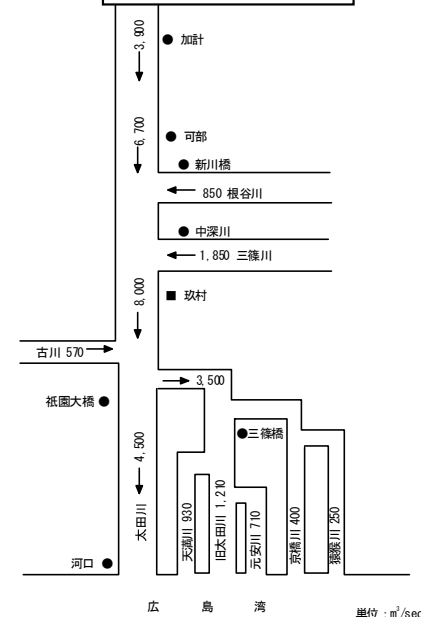 3,900
● 加計
6,700
● 可部
● 新川橋
850 根谷川
● 中深川
1,850 三篠川
8,000
■ 玖村
古川 570
3,500
祇園大橋 ●
4,500
●三篠橋
太田川
天満川 930
旧太田川 1,210
元安川 710
京橋川 400
猿猴川 250
河口 ●
広 島 湾
単位：m³/sec